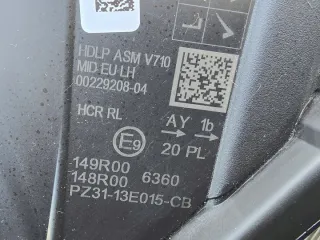 HDLP ASM V710
MID EU LH
00229208-04
HCR RL
AY 1b
E9
20 PL
149R00
148R00 6360
PZ31-13E015-CB